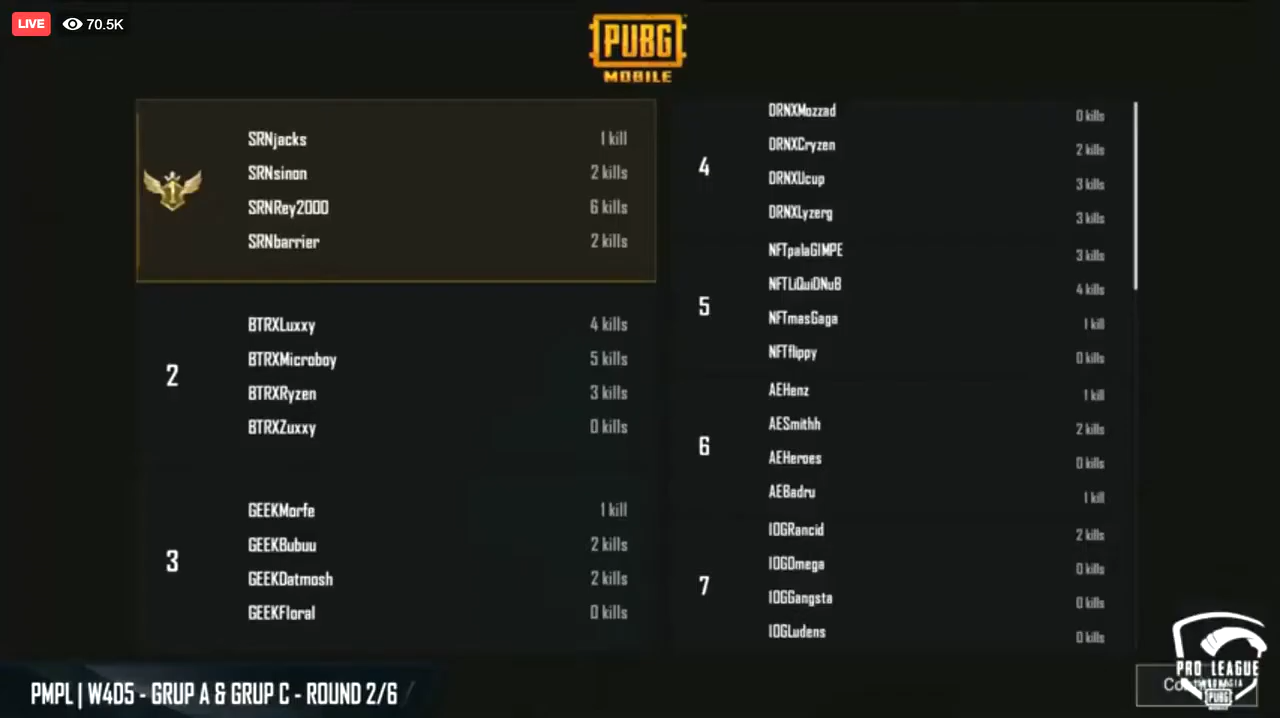 LIVE 70.5K
PUBG
MOBILE
1
SRNjacks 1 kill
SRNsinon 2 kills
SRNRey2000 6 kills
SRNbarrier 2 kills
2
BTRXLuxxy 4 kills
BTRXMicroboy 5 kills
BTRXRyzen 3 kills
BTRXZuxxy 0 kills
3
GEEKMorfe 1 kill
GEEKBubuu 2 kills
GEEKDatmosh 2 kills
GEEKFloral 0 kills
4
DRNXMozzad 0 kills
DRNXCryzen 2 kills
DRNXUcup 3 kills
DRNXLyzerg 3 kills
5
NFTpalaGIMPE 3 kills
NFTLiQuiDNuB 4 kills
NFTmasGaga 1 kill
NFTflippy 0 kills
6
AEHenz 1 kill
AESmithh 2 kills
AEHeroes 0 kills
AEBadru 1 kill
7
IOGRancid 2 kills
IOGOmega 0 kills
IOGGangsta 0 kills
IOGLudens 0 kills
PMPL | W4D5 - GRUP A & GRUP C - ROUND 2/6
PRO LEAGUE
PUBG